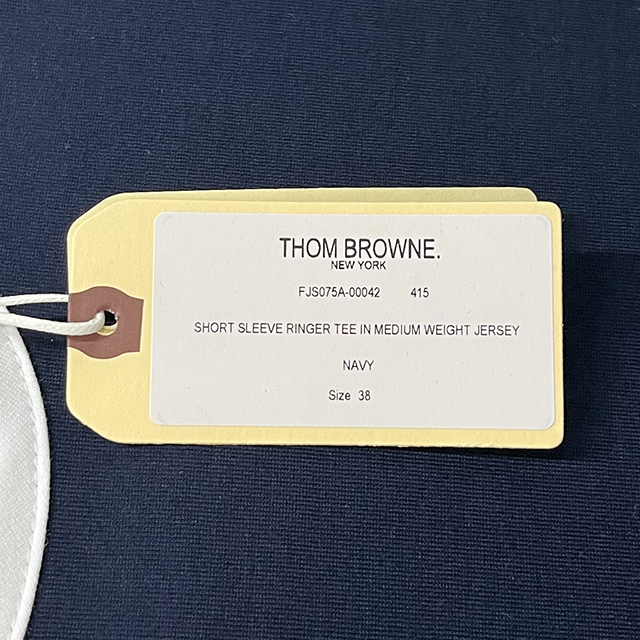 THOM BROWNE.
NEW YORK
FJS075A-00042 415
SHORT SLEEVE RINGER TEE IN MEDIUM WEIGHT JERSEY
NAVY
Size 38